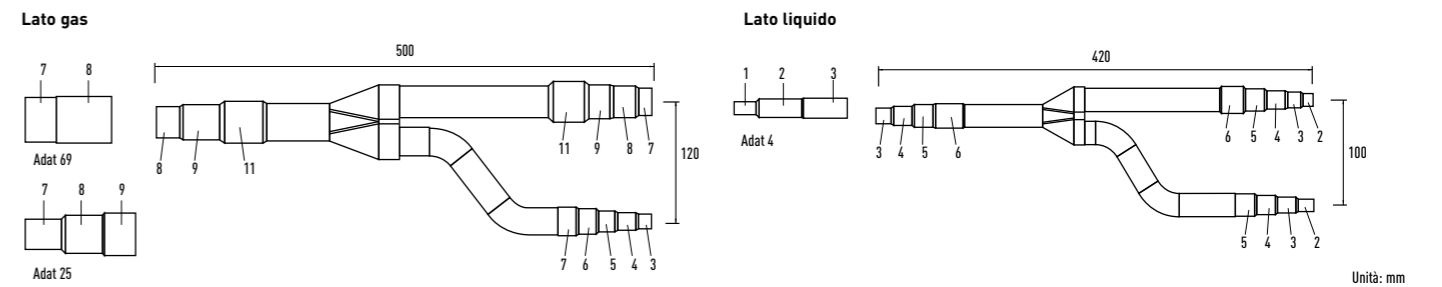 Lato gas
Lato liquido
500
7 8
Adat 69
8 9 11
11 9 8 7
120
7 8 9
Adat 25
7 6 5 4 3
420
1 2 3
Adat 4
3 4 5 6
6 5 4 3 2
100
5 4 3 2
Unità: mm